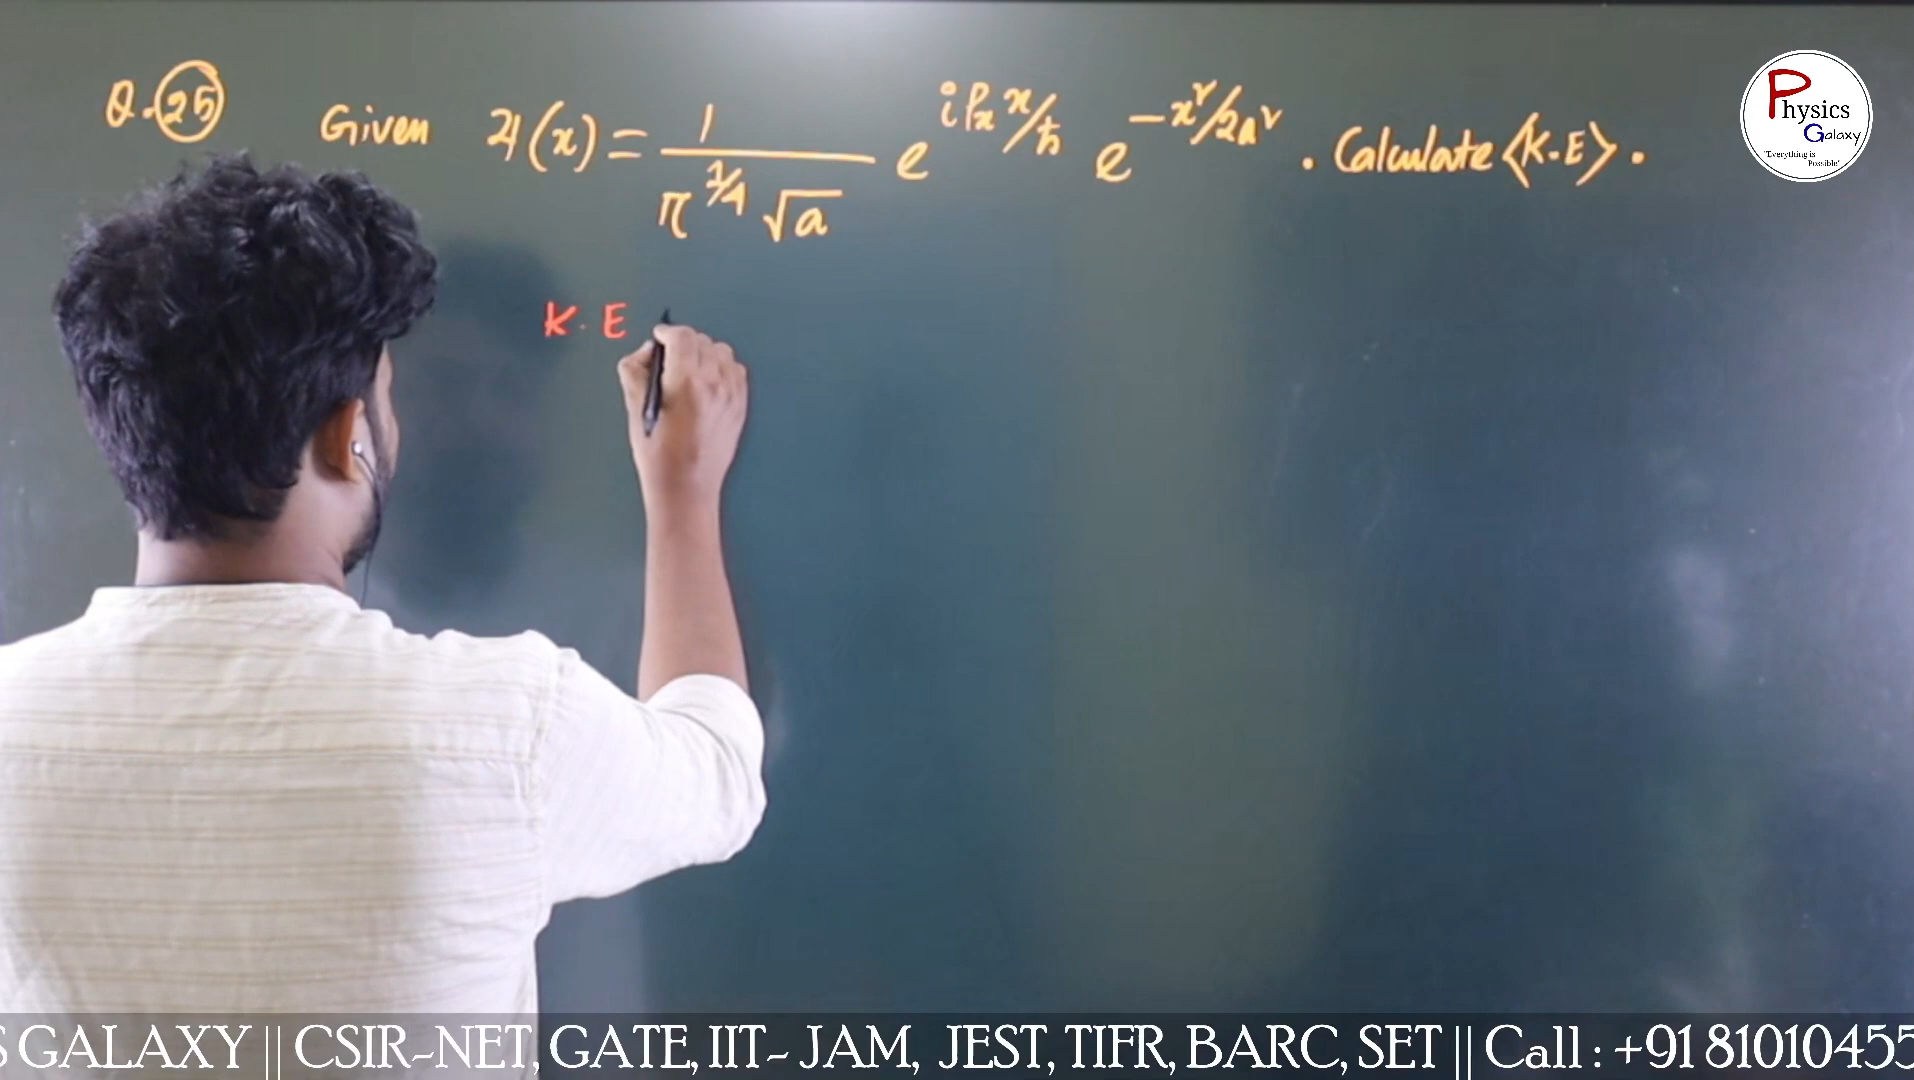 Q.25 Given ψ(x) = 1/(π^{1/4} √a) e^{iPₓx/ħ} e^{-x²/2a²}. Calculate ⟨K.E⟩.
K.E
Physics
Galaxy
"Everything is
Possible"
S GALAXY || CSIR-NET, GATE, IIT- JAM, JEST, TIFR, BARC, SET || Call : +91 81010455